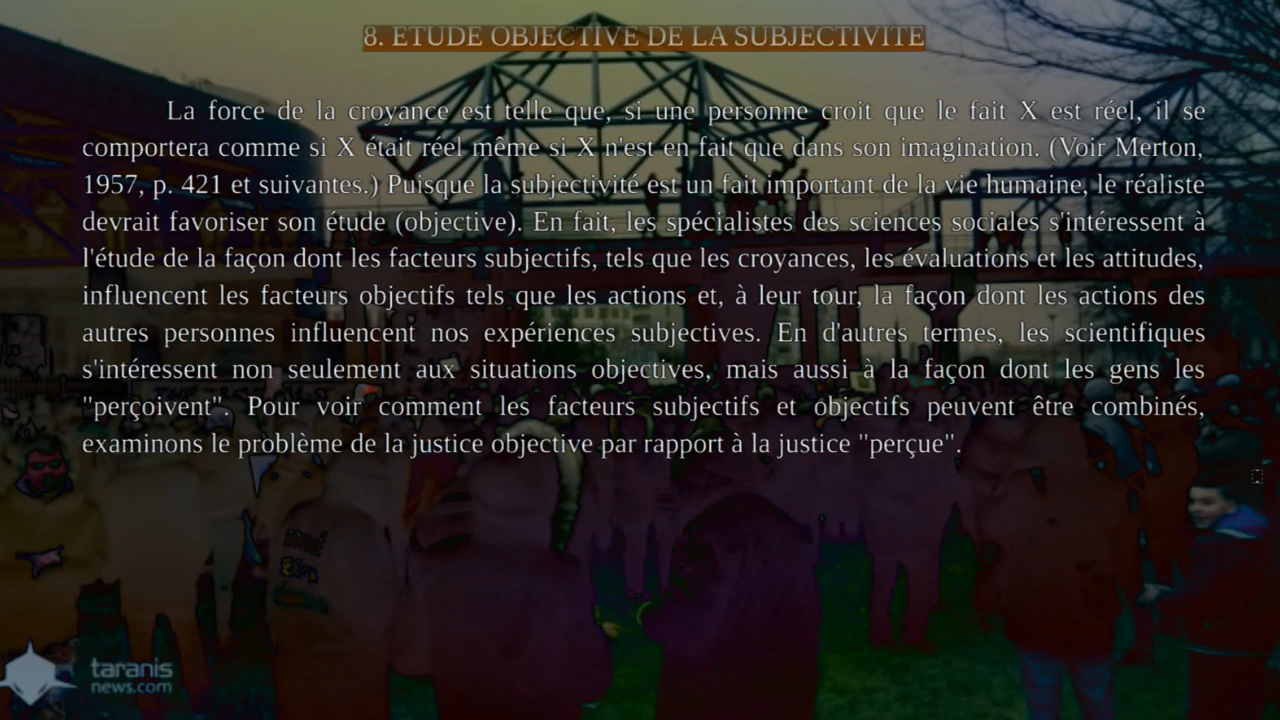 8. ETUDE OBJECTIVE DE LA SUBJECTIVITE
La force de la croyance est telle que, si une personne croit que le fait X est réel, il se
comportera comme si X était réel même si X n'est en fait que dans son imagination. (Voir Merton,
1957, p. 421 et suivantes.) Puisque la subjectivité est un fait important de la vie humaine, le réaliste
devrait favoriser son étude (objective). En fait, les spécialistes des sciences sociales s'intéressent à
l'étude de la façon dont les facteurs subjectifs, tels que les croyances, les évaluations et les attitudes,
influencent les facteurs objectifs tels que les actions et, à leur tour, la façon dont les actions des
autres personnes influencent nos expériences subjectives. En d'autres termes, les scientifiques
s'intéressent non seulement aux situations objectives, mais aussi à la façon dont les gens les
"perçoivent". Pour voir comment les facteurs subjectifs et objectifs peuvent être combinés,
examinons le problème de la justice objective par rapport à la justice "perçue".
taranis
news.com